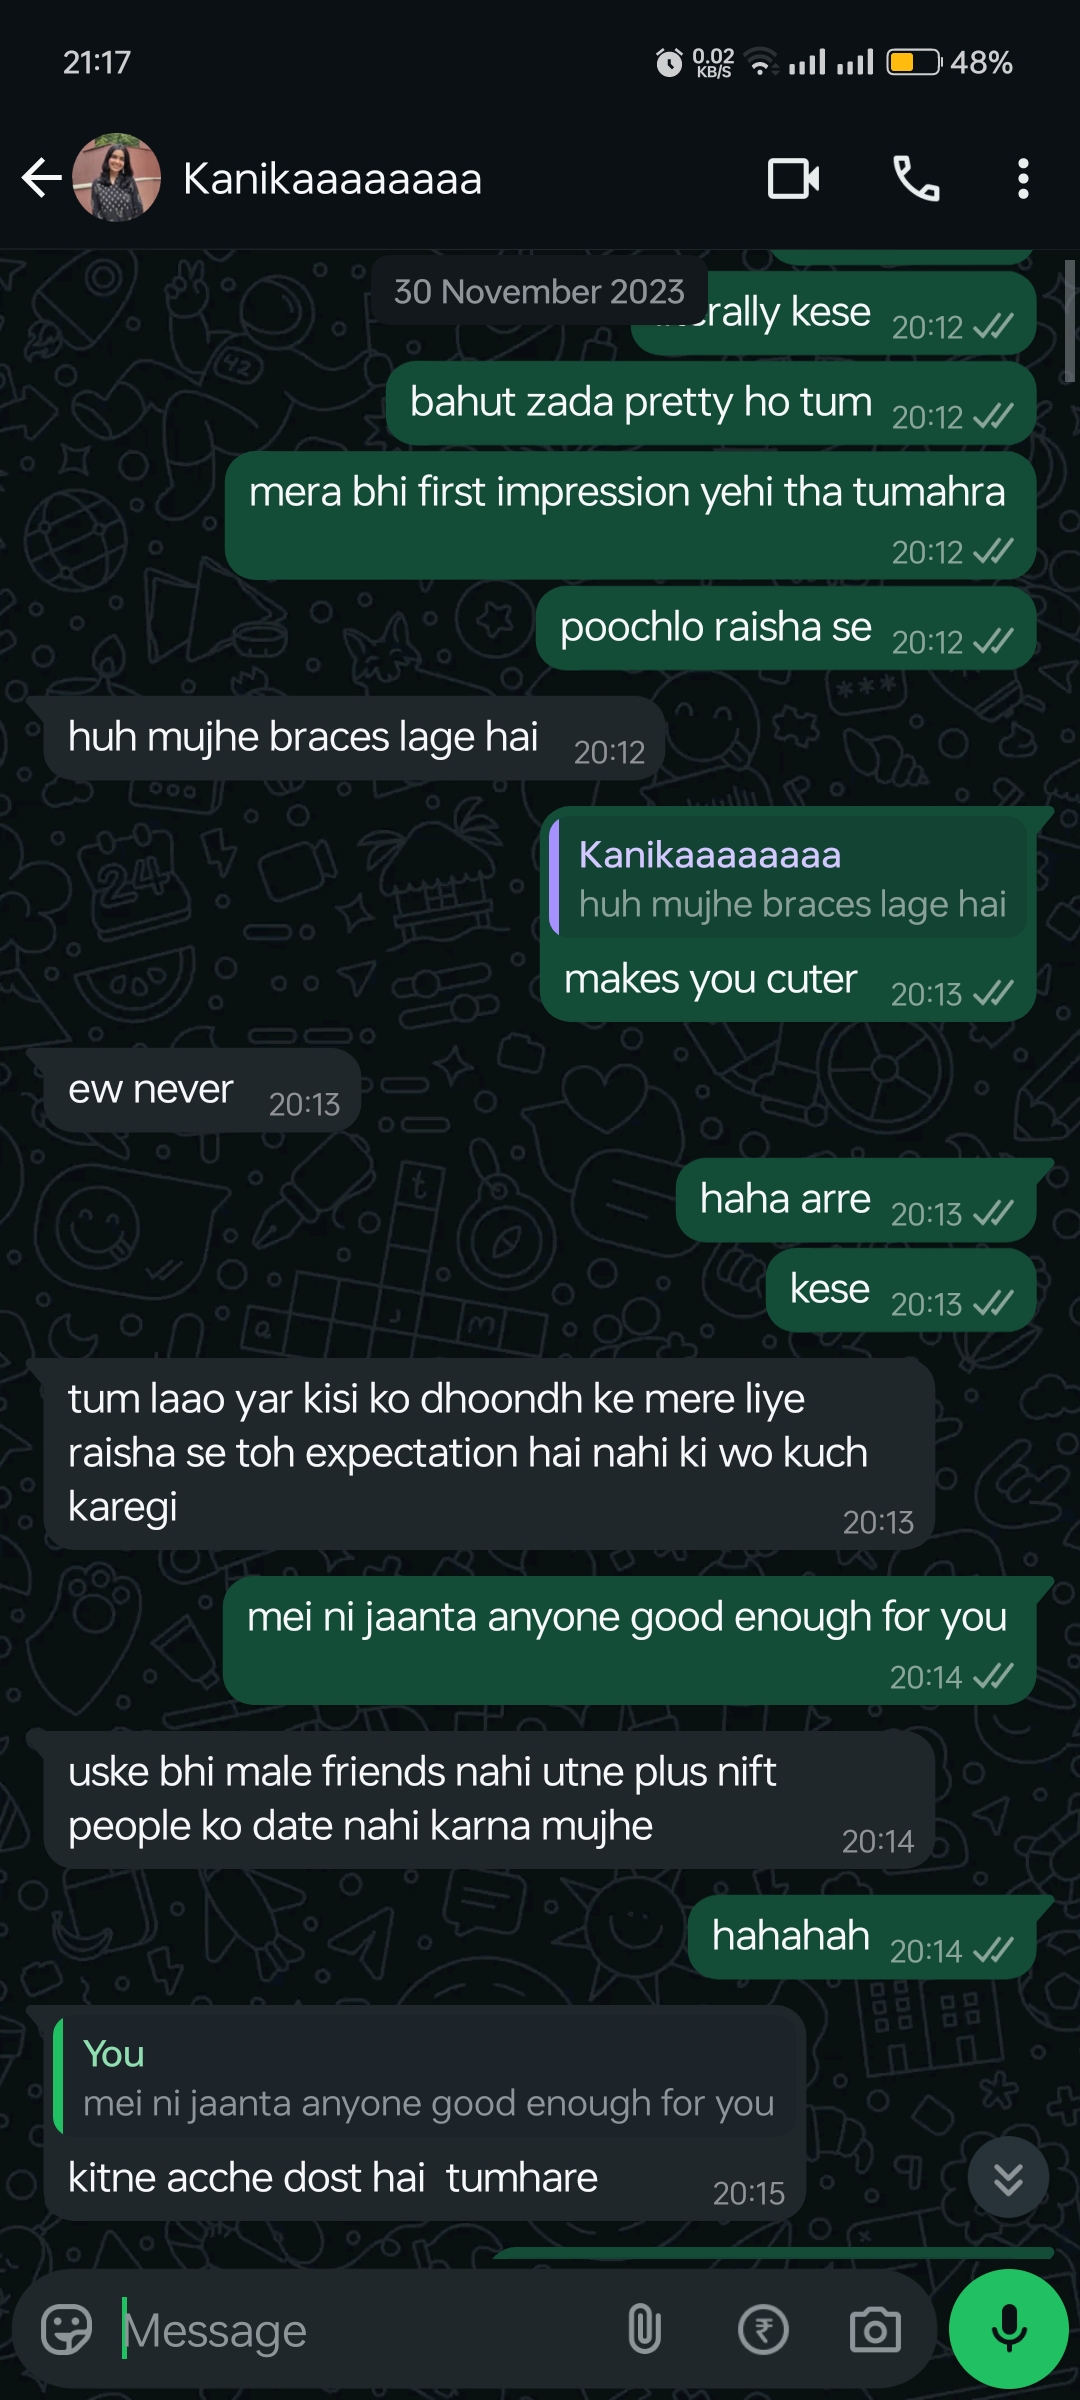 21:17
0.02
KB/S
48%
Kanikaaaaaaaaa
30 November 2023
kese 20:12
bahut zada pretty ho tum 20:12
mera bhi first impression yehi tha tumahra
20:12
poochlo raisha se 20:12
huh mujhe braces lage hai 20:12
Kanikaaaaaaaaa
huh mujhe braces lage hai
makes you cuter 20:13
ew never 20:13
haha arre 20:13
kese 20:13
tum laao yar kisi ko dhoondh ke mere liye
raisha se toh expectation hai nahi ki wo kuch
karegi
20:13
mei ni jaanta anyone good enough for you
20:14
uske bhi male friends nahi utne plus nift
people ko date nahi karna mujhe
20:14
hahahah 20:14
You
mei ni jaanta anyone good enough for you
kitne acche dost hai  tumhare 20:15
Message